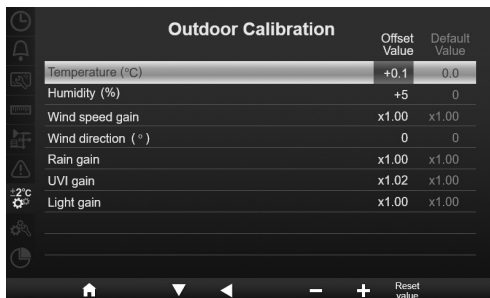 Outdoor Calibration
Offset Value
Default Value
Temperature (°C) +0.1 0.0
Humidity (%) +5 0
Wind speed gain x1.00 x1.00
Wind direction ( ° ) 0 0
Rain gain x1.00 x1.00
UVI gain x1.02 x1.00
Light gain x1.00 x1.00
±2°C
Reset
value